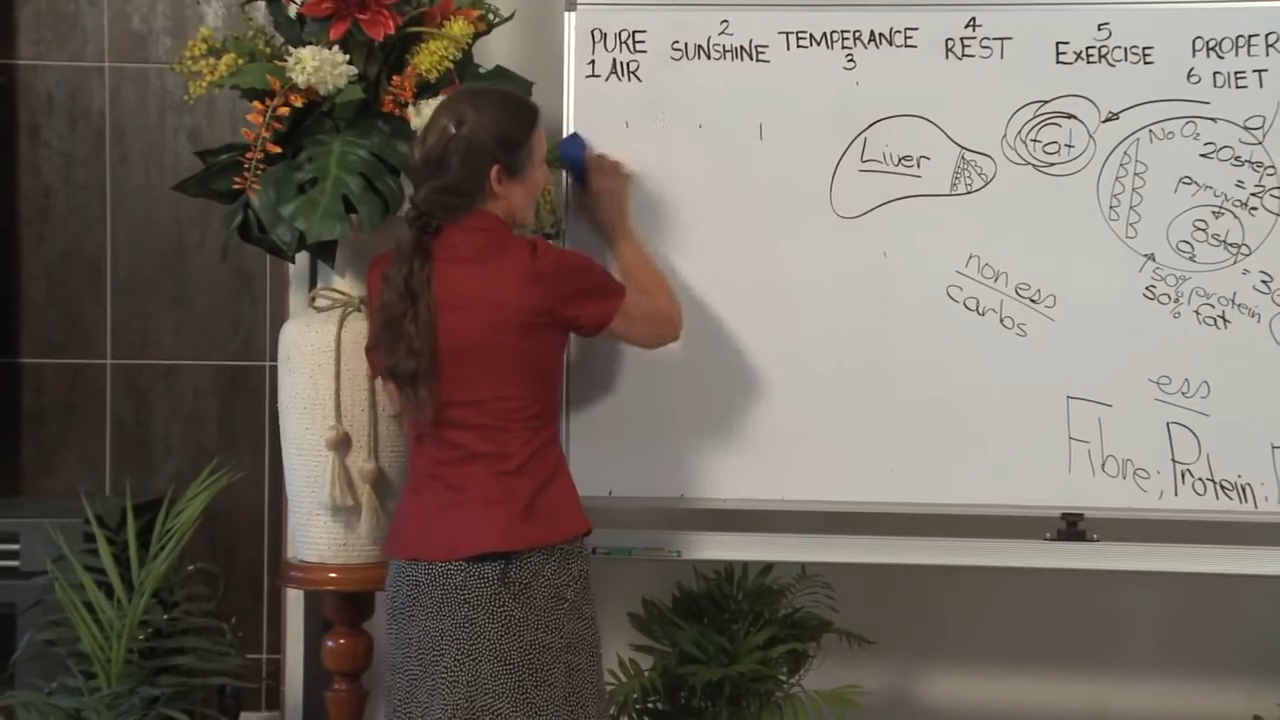 PURE
1 AIR
2
SUNSHINE
TEMPERANCE
3
4
REST
5
EXERCISE
PROPER
6 DIET
Liver
fat
No O2
20step
pyruvate
8step
O2
50% protein
50% fat
non ess
carbs
ess
Fibre; Protein;